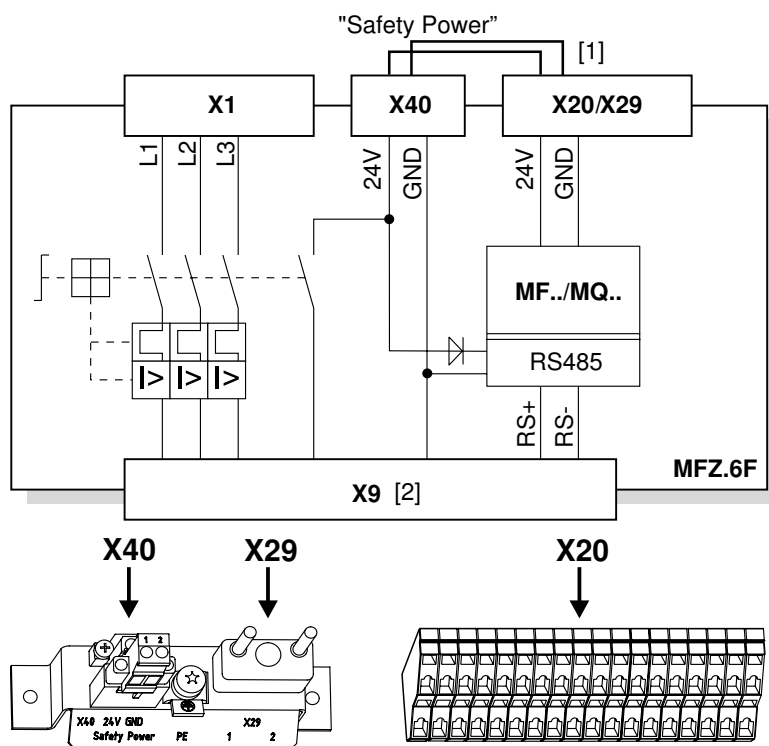 "Safety Power”
[1]
X1
X40
X20/X29
L1
L2
L3
24V
GND
24V
GND
MF../MQ..
RS485
I>
I>
I>
RS+
RS-
MFZ.6F
X9 [2]
X40
X29
X20
1 2
X40 24V GND
X29
Safety Power
PE
1
2